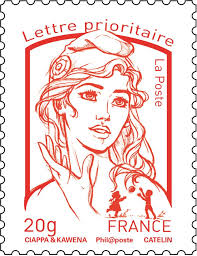 Lettre prioritaire
La Poste
20g FRANCE
CIAPPA & KAWENA Phil@poste CATELIN